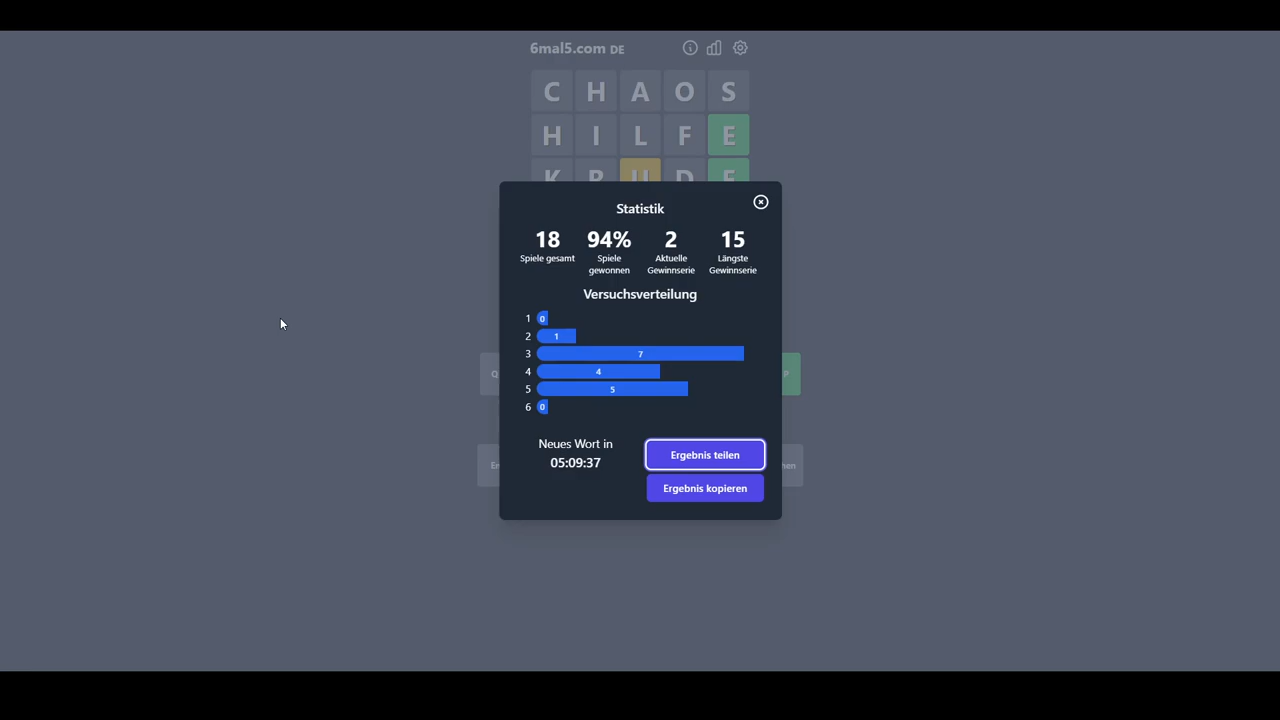 6mal5.com DE
C H A O S
H I L F E
K R U D E
Statistik
18 94% 2 15
Spiele gesamt Spiele gewonnen Aktuelle Gewinnserie Längste Gewinnserie
Versuchsverteilung
1 0
2 1
3 7
4 4
5 5
6 0
Q P
Neues Wort in
05:09:37
Ergebnis teilen
Ergebnis kopieren